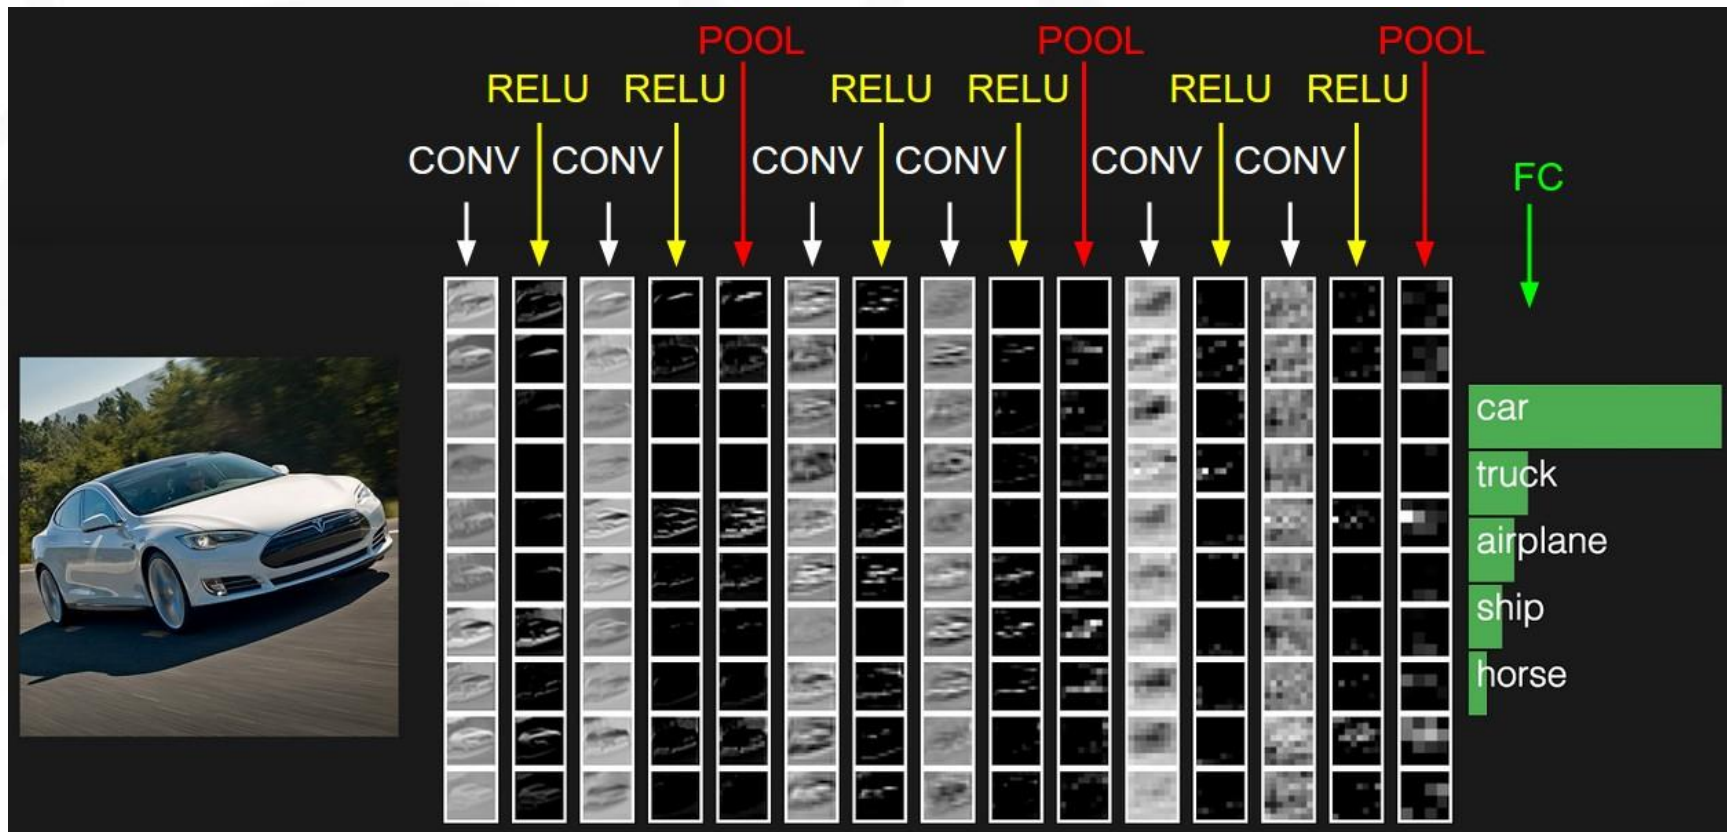 POOL POOL POOL
RELU RELU RELU RELU RELU RELU
CONV CONV CONV CONV CONV CONV
FC
car
truck
airplane
ship
horse